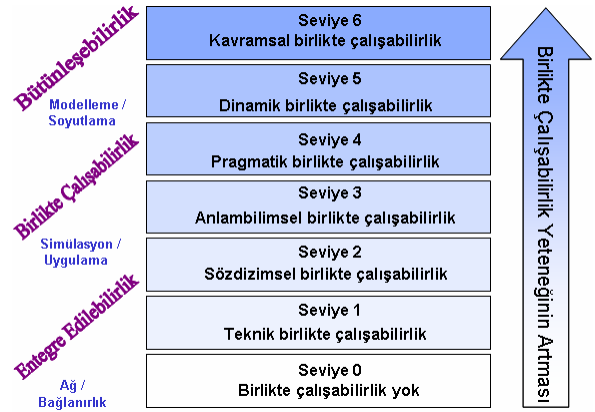 Seviye 6
Kavramsal birlikte çalışabilirlik
Seviye 5
Dinamik birlikte çalışabilirlik
Seviye 4
Pragmatik birlikte çalışabilirlik
Seviye 3
Anlambilimsel birlikte çalışabilirlik
Seviye 2
Sözdizimsel birlikte çalışabilirlik
Seviye 1
Teknik birlikte çalışabilirlik
Seviye 0
Birlikte çalışabilirlik yok
Bütünleşebilirlik
Modelleme /
Soyutlama
Birlikte Çalışabilirlik
Simülasyon /
Uygulama
Entegre Edilebilirlik
Ağ /
Bağlanırlık
Birlikte Çalışabilirlik Yeteneğinin Artması